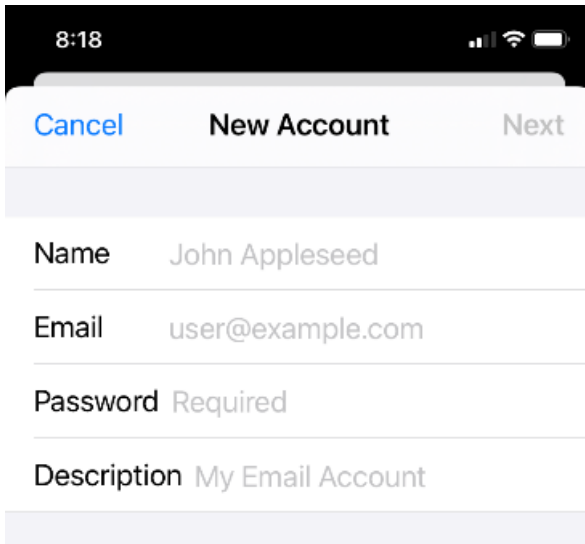 8:18
Cancel New Account Next
Name John Appleseed
Email user@example.com
Password Required
Description My Email Account